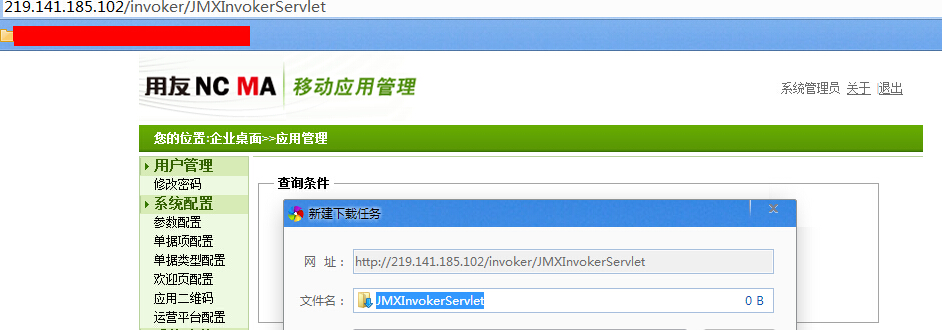 219.141.185.102/invoker/JMXInvokerServlet
用友 NC MA 移动应用管理
系统管理员 关于 退出
您的位置:企业桌面>>应用管理
用户管理
修改密码
系统配置
参数配置
单据项配置
单据类型配置
欢迎页配置
应用二维码
运营平台配置
查询条件
新建下载任务
网 址： http://219.141.185.102/invoker/JMXInvokerServlet
文件名： JMXInvokerServlet 0 B